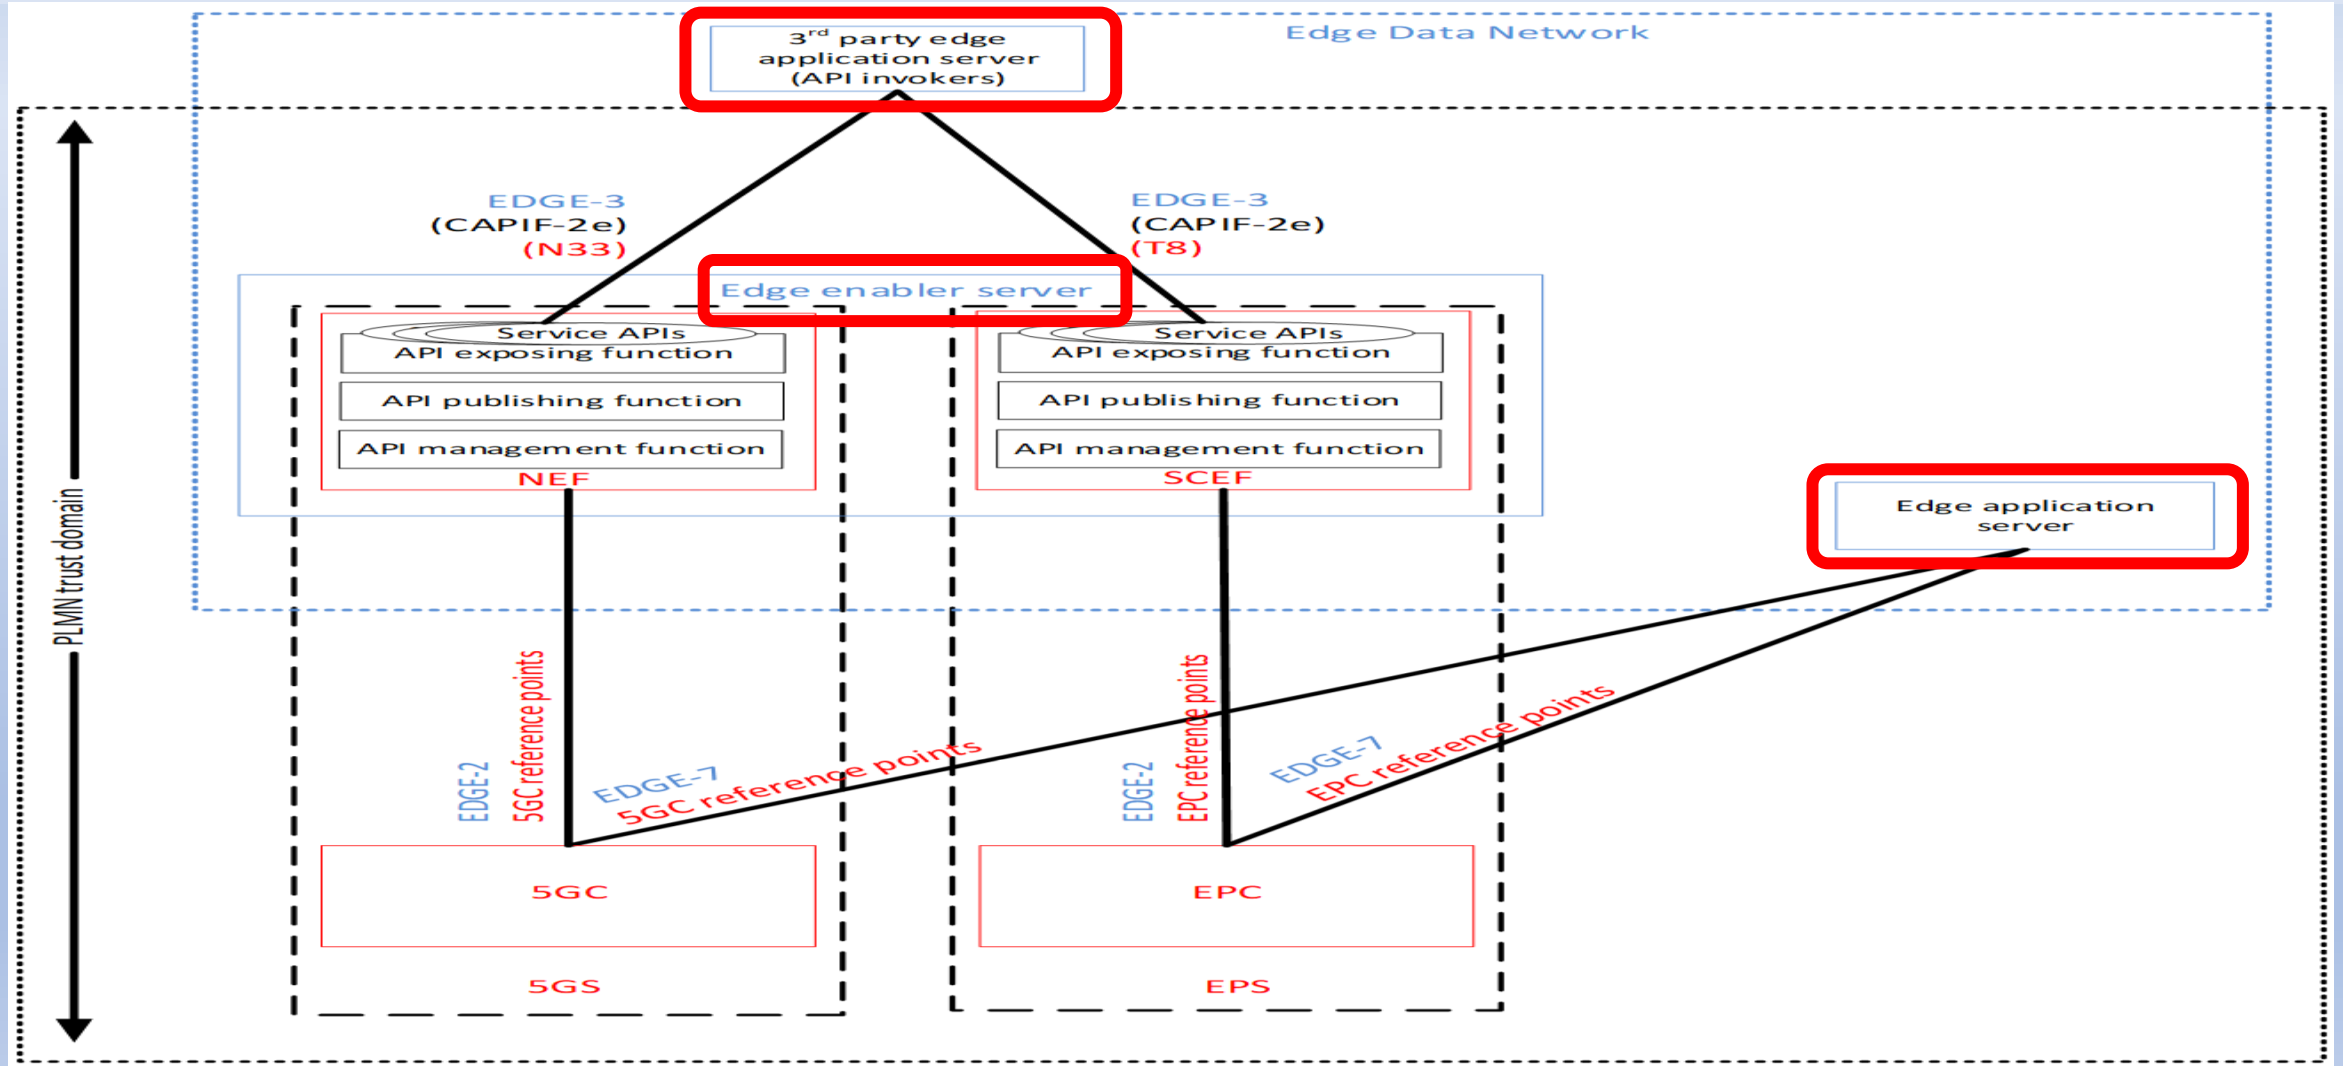 Edge Data Network
3rd party edge
application server
(API invokers)
EDGE-3
(CAPIF-2e)
(N33)
EDGE-3
(CAPIF-2e)
(T8)
Edge enabler server
Service APIs
API exposing function
API publishing function
API management function
NEF
Service APIs
API exposing function
API publishing function
API management function
SCEF
Edge application
server
PLMN trust domain
EDGE-2
5GC reference points
EDGE-7
5GC reference points
EDGE-2
EPC reference points
EDGE-7
EPC reference points
5GC
EPC
5GS
EPS